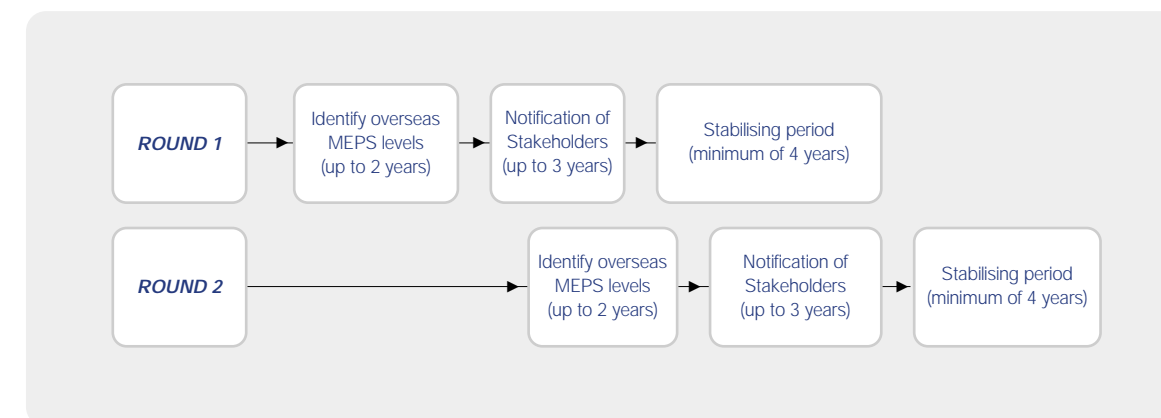 ROUND 1
Identify overseas
MEPS levels
(up to 2 years)
Notification of
Stakeholders
(up to 3 years)
Stabilising period
(minimum of 4 years)
ROUND 2
Identify overseas
MEPS levels
(up to 2 years)
Notification of
Stakeholders
(up to 3 years)
Stabilising period
(minimum of 4 years)